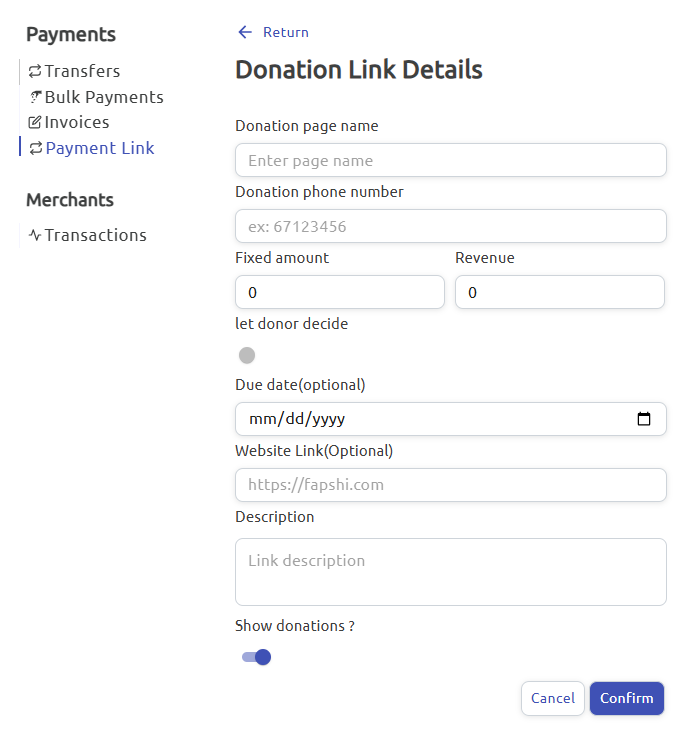 Payments
Transfers
Bulk Payments
Invoices
Payment Link
Merchants
Transactions
Return
Donation Link Details
Donation page name
Enter page name
Donation phone number
ex: 67123456
Fixed amount Revenue
0 0
let donor decide
Due date(optional)
mm/dd/yyyy
Website Link(Optional)
https://fapshi.com
Description
Link description
Show donations ?
Cancel Confirm